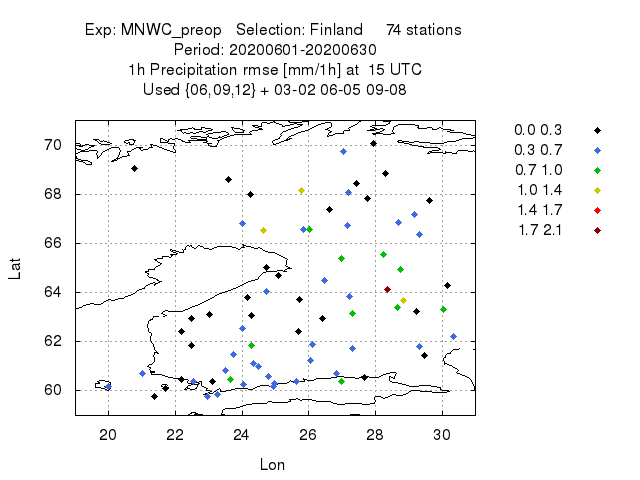 Exp: MNWC_preop Selection: Finland 74 stations
Period: 20200601-20200630
1h Precipitation rmse [mm/1h] at 15 UTC
Used {06,09,12} + 03-02 06-05 09-08
0.0 0.3
0.3 0.7
0.7 1.0
1.0 1.4
1.4 1.7
1.7 2.1
70
68
66
64
62
60
Lat
20 22 24 26 28 30
Lon